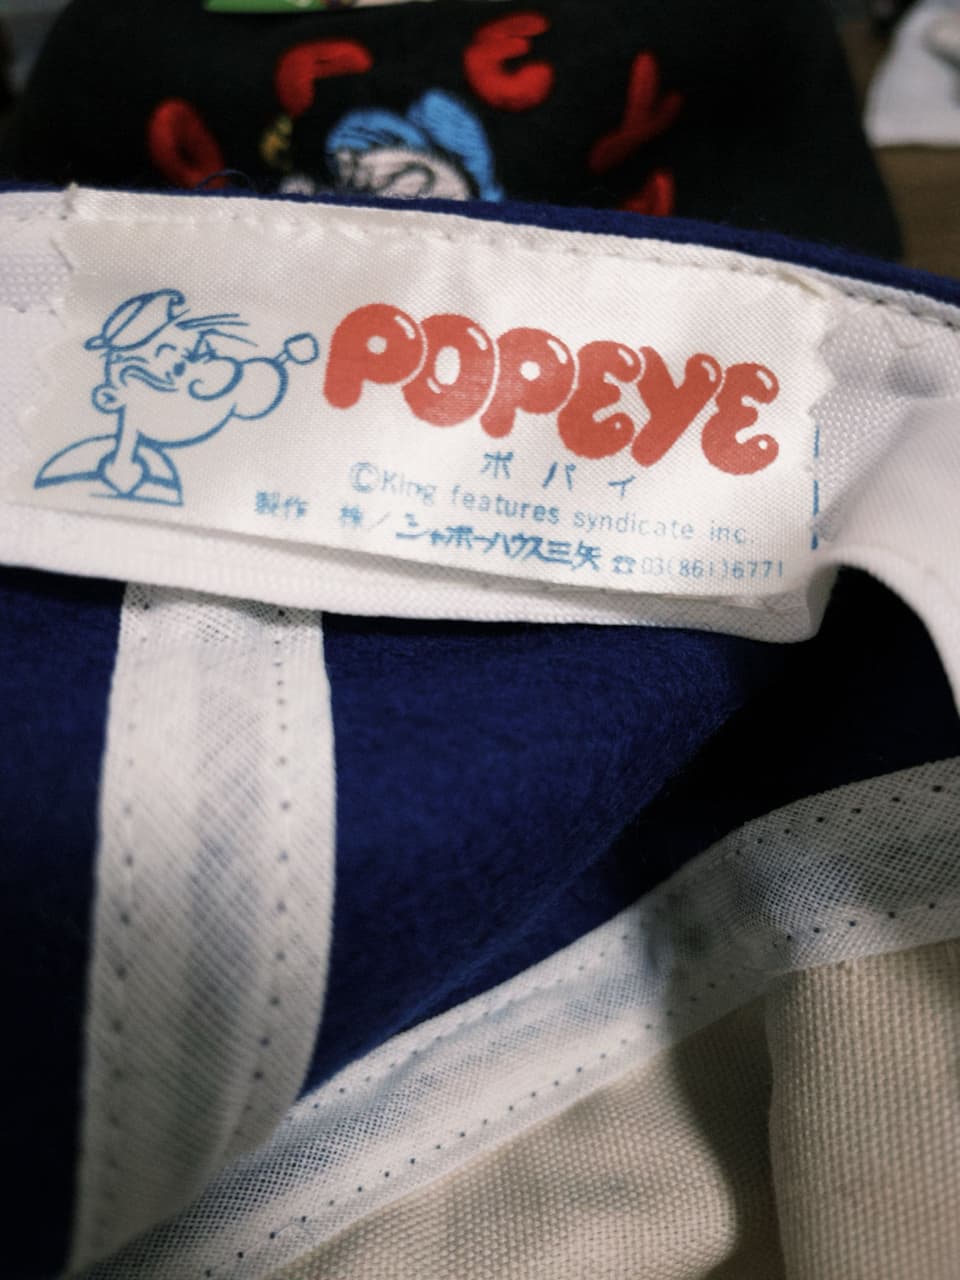 OPEYE
POPEYE
ポパイ
©King features syndicate inc.
製作 株/シャポーハウス三矢 ☎03(861)6771